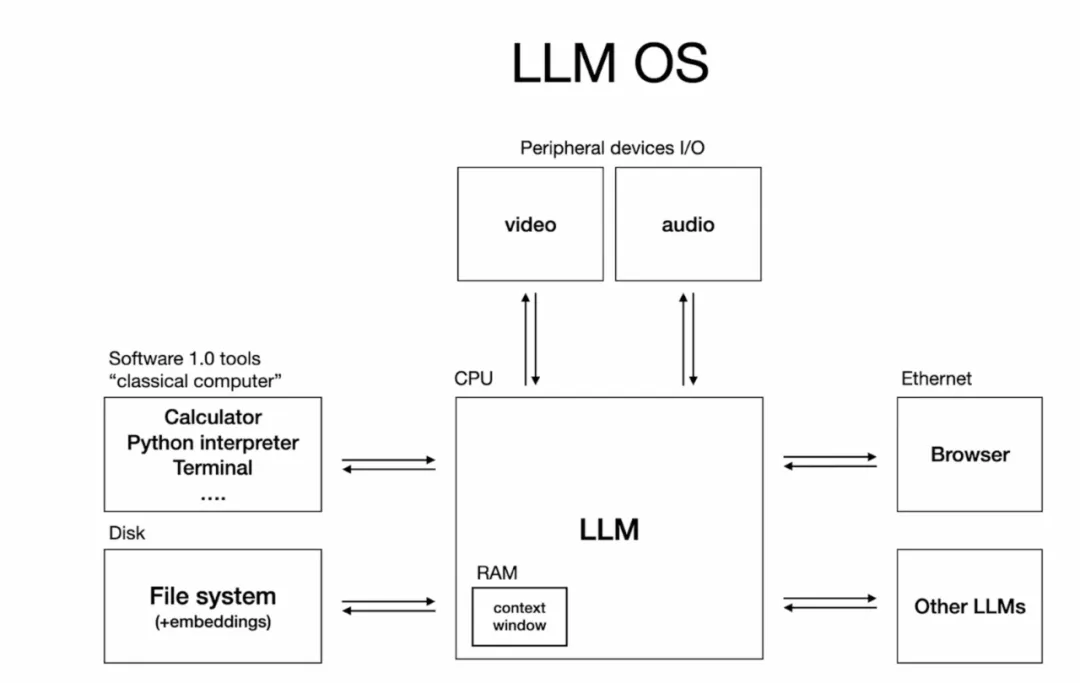 LLM OS
Peripheral devices I/O
video
audio
Software 1.0 tools
“classical computer”
Calculator
Python interpreter
Terminal
....
CPU
LLM
RAM
context
window
Ethernet
Browser
Disk
File system
(+embeddings)
Other LLMs